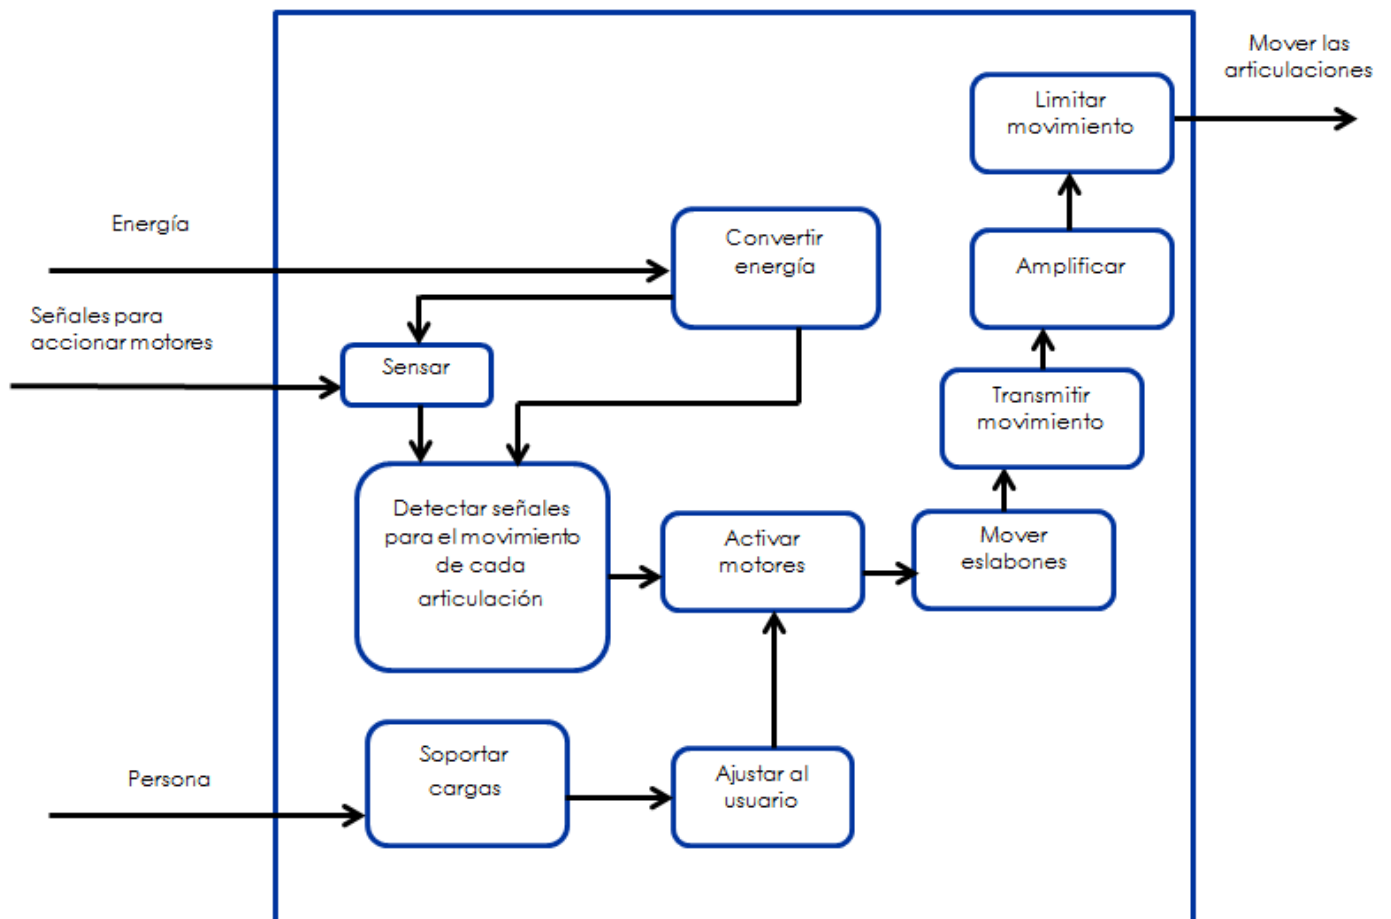 Mover las
articulaciones
Limitar
movimiento
Energía
Convertir
energía
Amplificar
Señales para
accionar motores
Sensar
Transmitir
movimiento
Detectar señales
para el movimiento
de cada
articulación
Activar
motores
Mover
eslabones
Persona
Soportar
cargas
Ajustar al
usuario